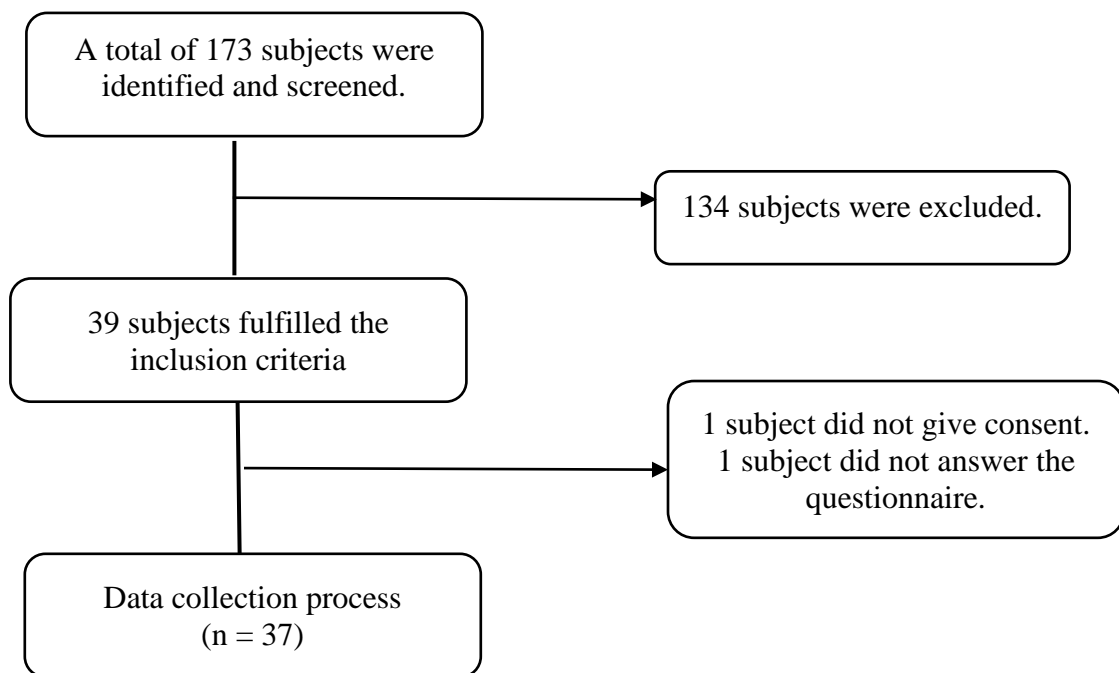 A total of 173 subjects were
identified and screened.
134 subjects were excluded.
39 subjects fulfilled the
inclusion criteria
1 subject did not give consent.
1 subject did not answer the
questionnaire.
Data collection process
(n = 37)